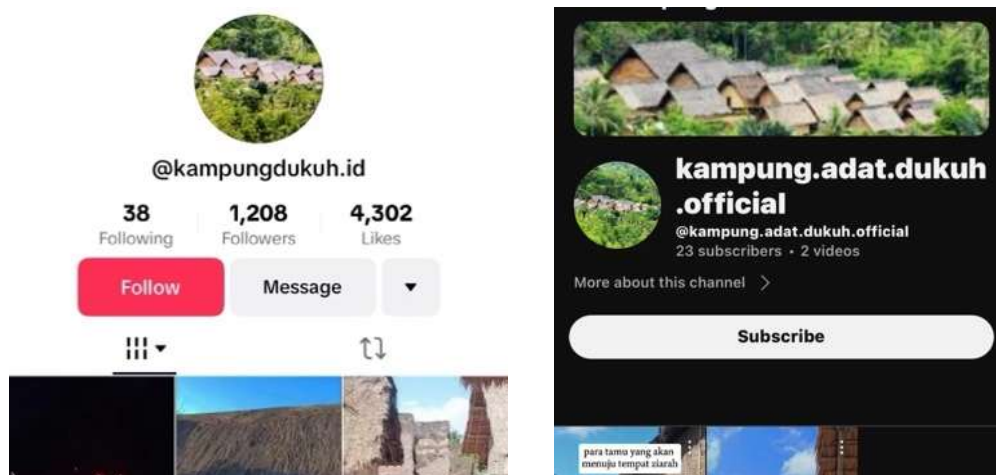 @kampungdukuh.id
38 1,208 4,302
Following Followers Likes
Follow Message
kampung.adat.dukuh
.official
@kampung.adat.dukuh.official
23 subscribers • 2 videos
More about this channel
Subscribe
para tamu yang akan
menuju tempat ziarah